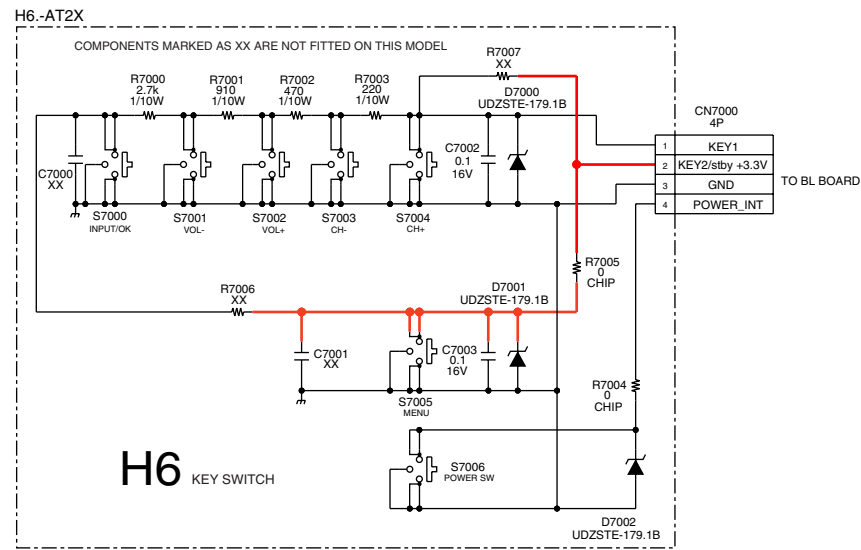 H6.-AT2X
COMPONENTS MARKED AS XX ARE NOT FITTED ON THIS MODEL
R7007
XX
R7000
2.7k
1/10W
R7001
910
1/10W
R7002
470
1/10W
R7003
220
1/10W
D7000
UDZSTE-179.1B
CN7000
4P
C7000
XX
C7002
0.1
16V
1 KEY1
2 KEY2/stby +3.3V
3 GND
4 POWER_INT
TO BL BOARD
S7000
INPUT/OK
S7001
VOL-
S7002
VOL+
S7003
CH-
S7004
CH+
R7005
0
CHIP
R7006
XX
D7001
UDZSTE-179.1B
C7001
XX
C7003
0.1
16V
S7005
MENU
R7004
0
CHIP
H6 KEY SWITCH
S7006
POWER SW
D7002
UDZSTE-179.1B